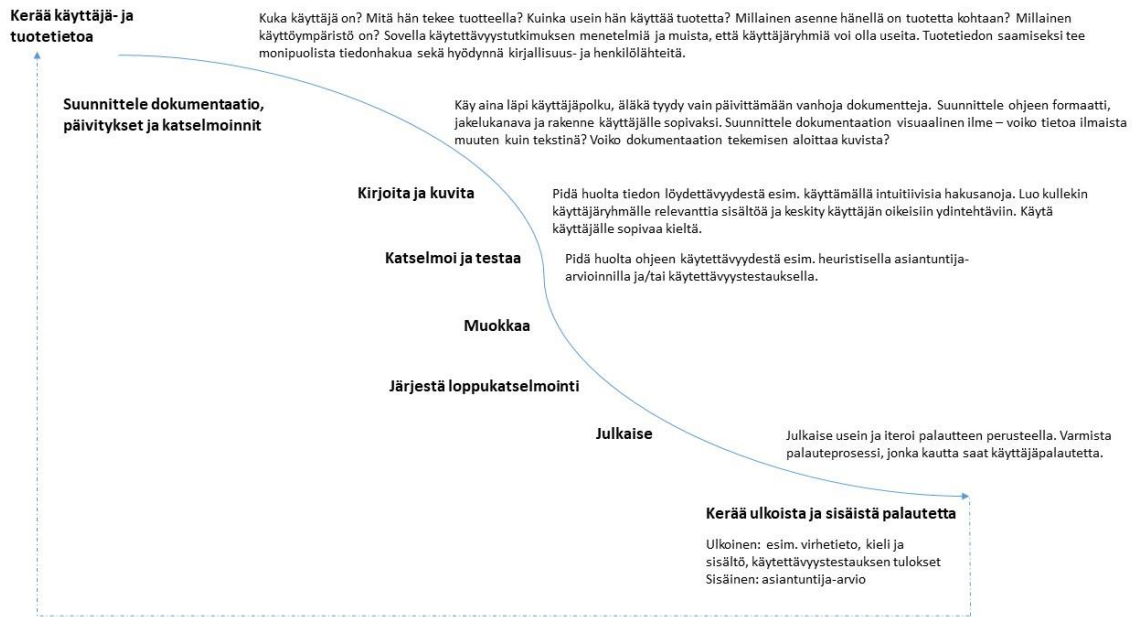 Kerää käyttäjä- ja
tuotetietoa
Kuka käyttäjä on? Mitä hän tekee tuotteella? Kuinka usein hän käyttää tuotetta? Millainen asenne hänellä on tuotetta kohtaan? Millainen
käyttöympäristö on? Sovella käytettävyystutkimuksen menetelmiä ja muista, että käyttäjäryhmiä voi olla useita. Tuotetiedon saamiseksi tee
monipuolista tiedonhakua sekä hyödynnä kirjallisuus- ja henkilölähteitä.
Suunnittele dokumentaatio,
päivitykset ja katselmoinnit
Käy aina läpi käyttäjäpolku, äläkä tyydy vain päivittämään vanhoja dokumentteja. Suunnittele ohjeen formaatti,
jakelukanava ja rakenne käyttäjälle sopivaksi. Suunnittele dokumentaation visuaalinen ilme – voiko tietoa ilmaista
muuten kuin tekstinä? Voiko dokumentaation tekemisen aloittaa kuvista?
Kirjoita ja kuvita
Pidä huolta tiedon löydettävyydestä esim. käyttämällä intuitiivisia hakusanoja. Luo kullekin
käyttäjäryhmälle relevanttia sisältöä ja keskity käyttäjän oikeisiin ydintehtäviin. Käytä
käyttäjälle sopivaa kieltä.
Katselmoi ja testaa
Pidä huolta ohjeen käytettävyydestä esim. heuristisella asiantuntija-
arvioinnilla ja/tai käytettävyystestauksella.
Muokkaa
Järjestä loppukatselmointi
Julkaise
Julkaise usein ja iteroi palautteen perusteella. Varmista
palauteprosessi, jonka kautta saat käyttäjäpalautetta.
Kerää ulkoista ja sisäistä palautetta
Ulkoinen: esim. virhetieto, kieli ja
sisältö, käytettävyystestauksen tulokset
Sisäinen: asiantuntija-arvio